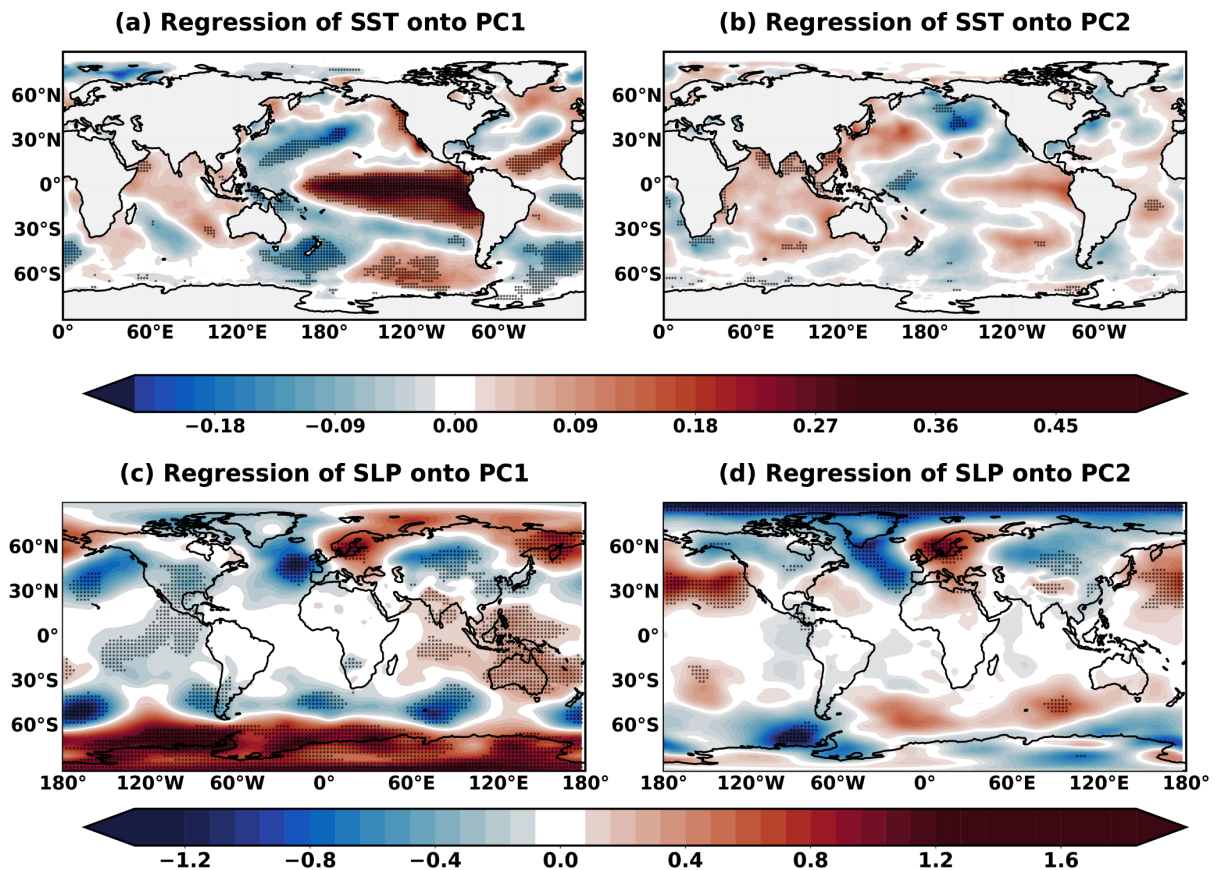 (a) Regression of SST onto PC1
(b) Regression of SST onto PC2
60°N
30°N
0°
30°S
60°S
0° 60°E 120°E 180° 120°W 60°W
60°N
30°N
0°
30°S
60°S
0° 60°E 120°E 180° 120°W 60°W
−0.18 −0.09 0.00 0.09 0.18 0.27 0.36 0.45
(c) Regression of SLP onto PC1
(d) Regression of SLP onto PC2
60°N
30°N
0°
30°S
60°S
180° 120°W 60°W 0° 60°E 120°E 180°
60°N
30°N
0°
30°S
60°S
180° 120°W 60°W 0° 60°E 120°E 180°
−1.2 −0.8 −0.4 0.0 0.4 0.8 1.2 1.6